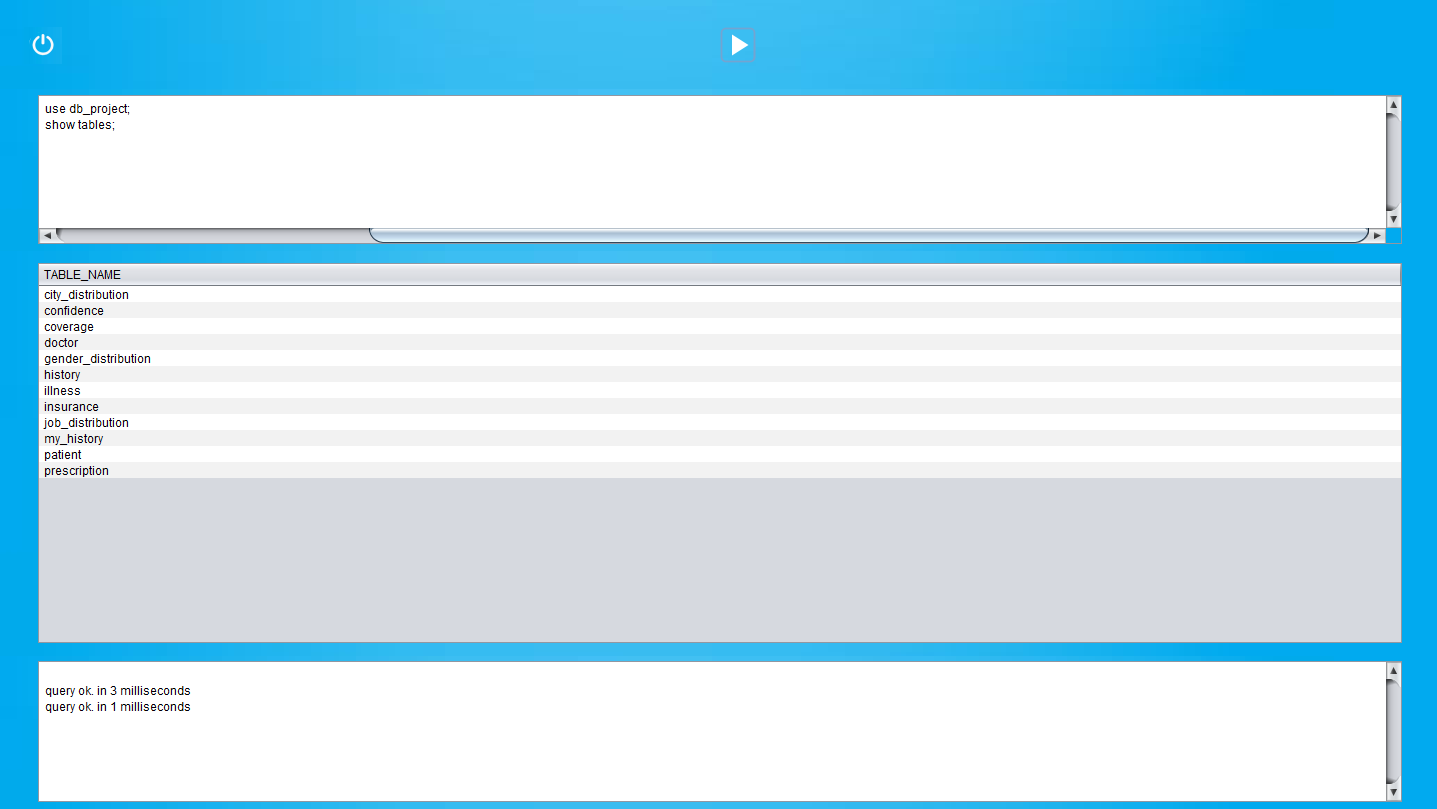 use db_project;
show tables;
TABLE_NAME
city_distribution
confidence
coverage
doctor
gender_distribution
history
illness
insurance
job_distribution
my_history
patient
prescription
query ok. in 3 milliseconds
query ok. in 1 milliseconds